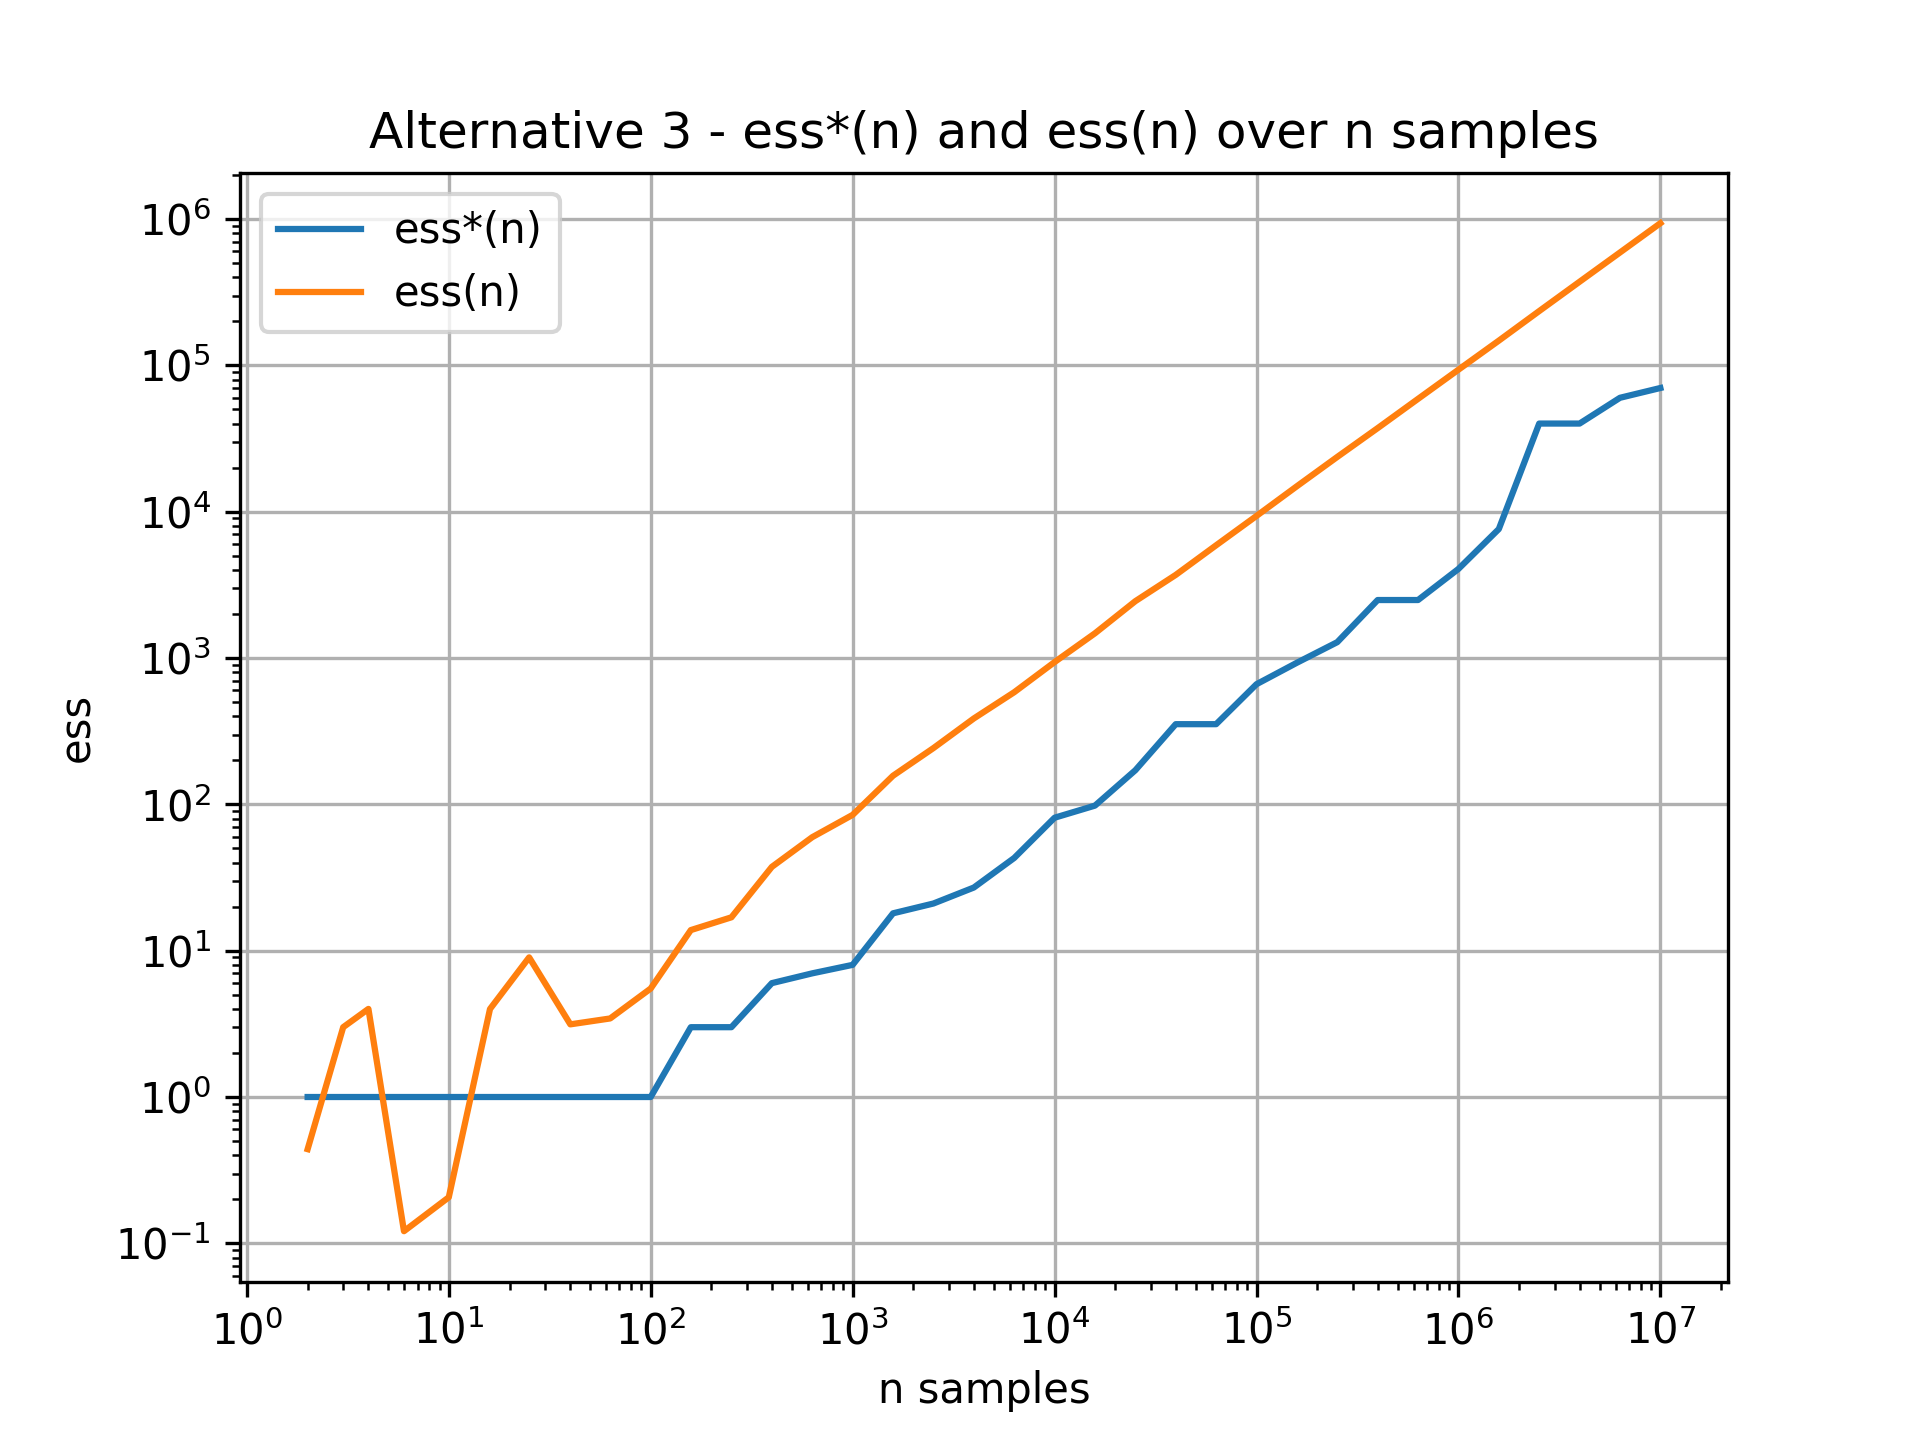 Alternative 3 - ess*(n) and ess(n) over n samples
ess*(n)
ess(n)
10⁶
10⁵
10⁴
10³
10²
10¹
10⁰
10⁻¹
ess
10⁰ 10¹ 10² 10³ 10⁴ 10⁵ 10⁶ 10⁷
n samples